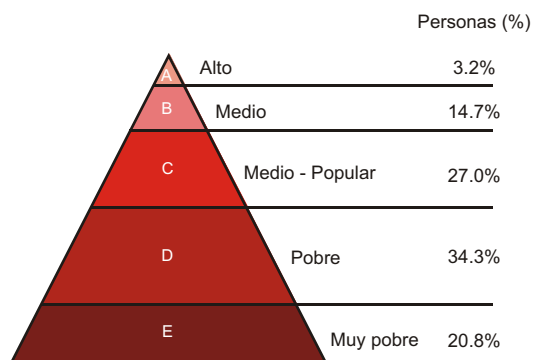 Personas (%)
A Alto 3.2%
B Medio 14.7%
C Medio - Popular 27.0%
D Pobre 34.3%
E Muy pobre 20.8%